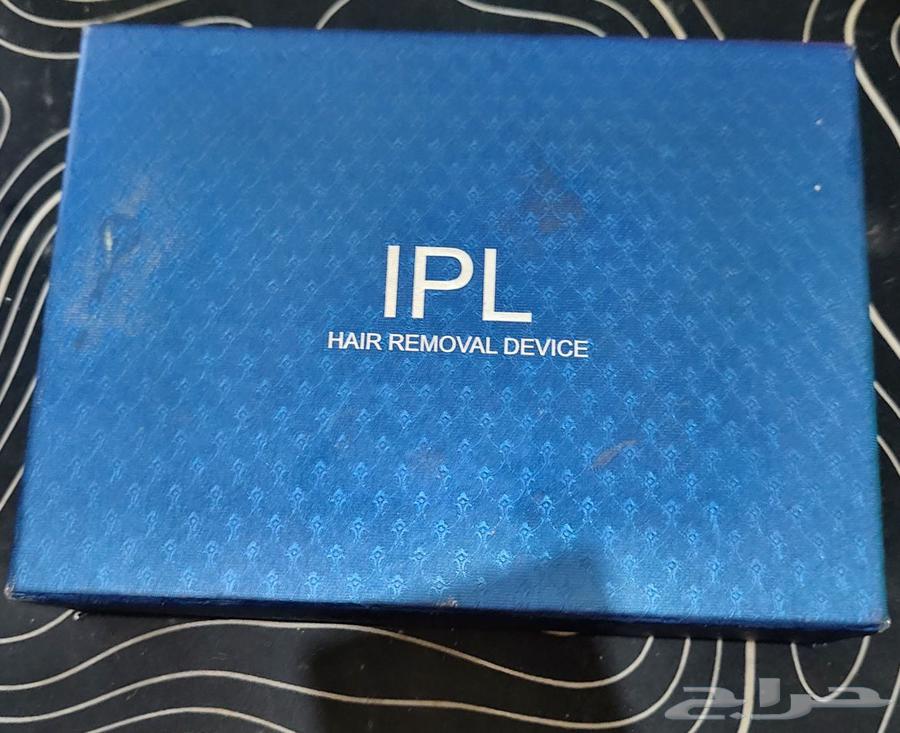 IPL
HAIR REMOVAL DEVICE
حراج